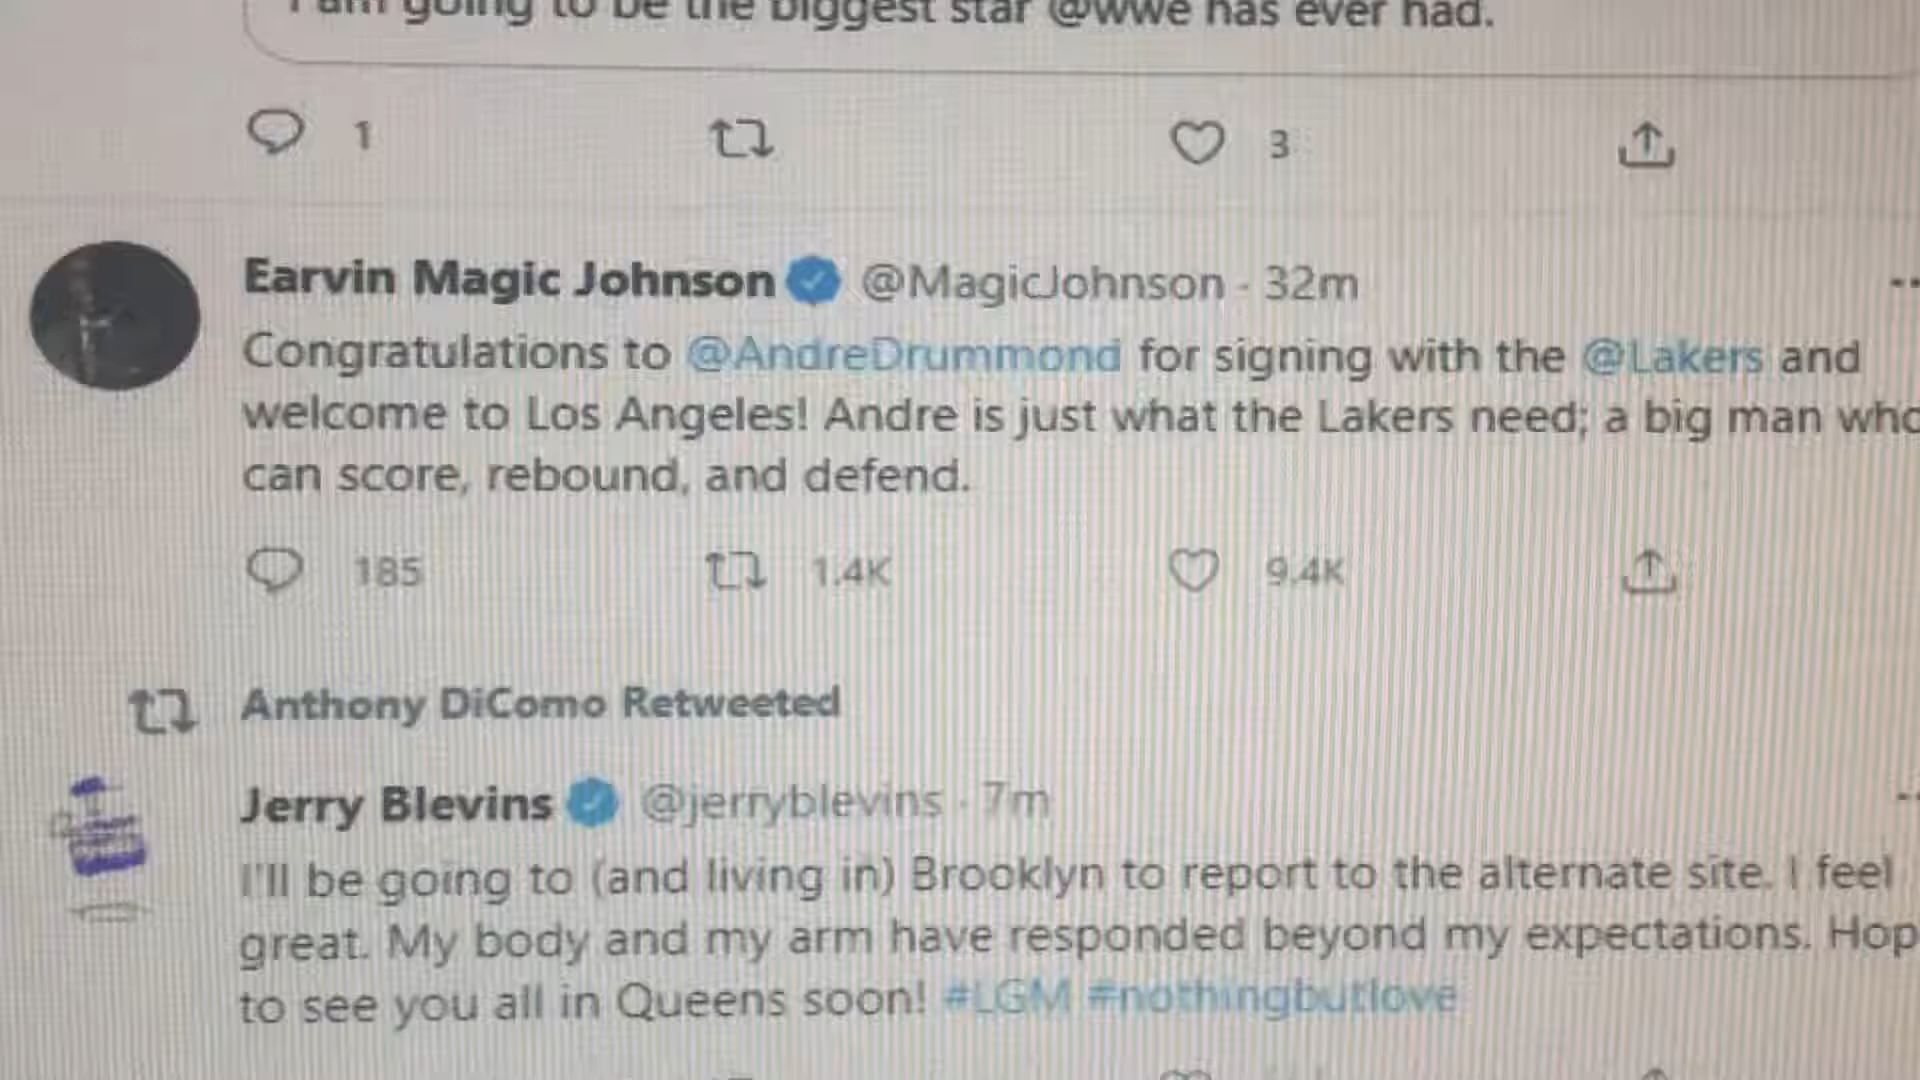 I am going to be the biggest star @wwe has ever had.
1 3
Earvin Magic Johnson @MagicJohnson · 32m
Congratulations to @AndreDrummond for signing with the @Lakers and
welcome to Los Angeles! Andre is just what the Lakers need; a big man who
can score, rebound, and defend.
185 1.4K 9.4K
Anthony DiComo Retweeted
Jerry Blevins @jerryblevins · 7m
I'll be going to (and living in) Brooklyn to report to the alternate site. I feel
great. My body and my arm have responded beyond my expectations. Hop
to see you all in Queens soon! #LGM #nothingbutlove